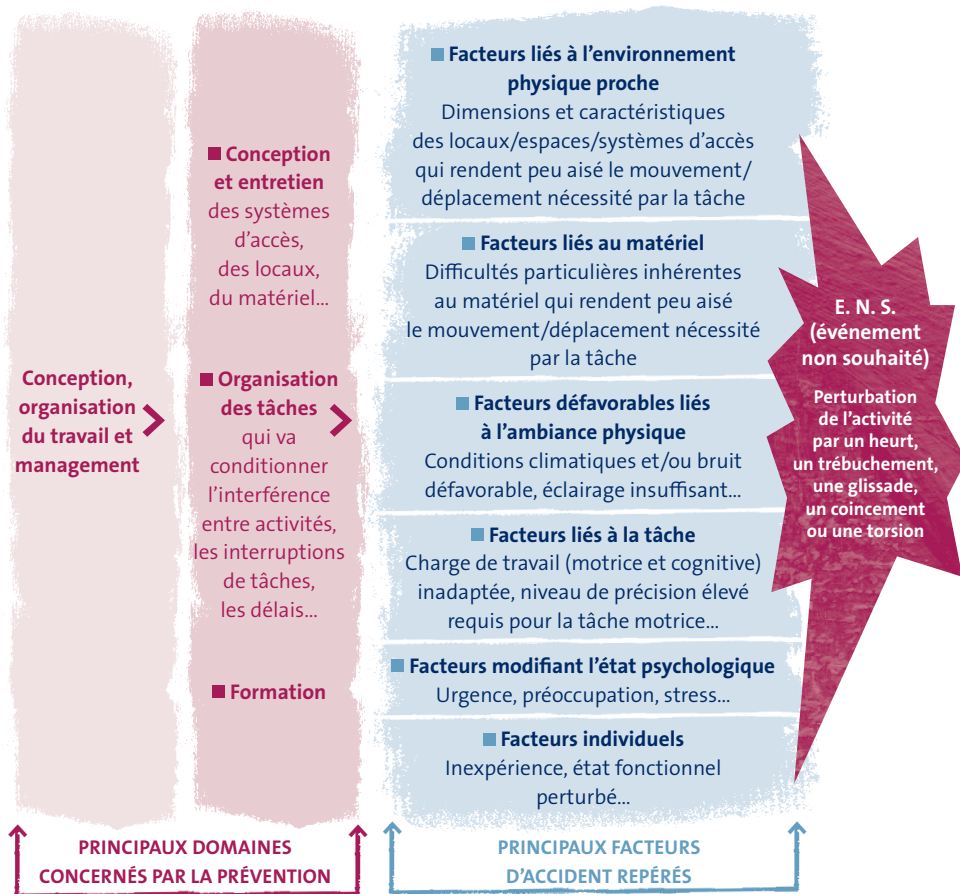 Conception,
organisation
du travail et
management
■ Conception
et entretien
des systèmes
d'accès,
des locaux,
du matériel…
■ Organisation
des tâches
qui va
conditionner
l'interférence
entre activités,
les interruptions
de tâches,
les délais…
■ Formation
■ Facteurs liés à l'environnement
physique proche
Dimensions et caractéristiques
des locaux/espaces/systèmes d'accès
qui rendent peu aisé le mouvement/
déplacement nécessité par la tâche
■ Facteurs liés au matériel
Difficultés particulières inhérentes
au matériel qui rendent peu aisé
le mouvement/déplacement nécessité
par la tâche
■ Facteurs défavorables liés
à l'ambiance physique
Conditions climatiques et/ou bruit
défavorable, éclairage insuffisant…
■ Facteurs liés à la tâche
Charge de travail (motrice et cognitive)
inadaptée, niveau de précision élevé
requis pour la tâche motrice…
■ Facteurs modifiant l'état psychologique
Urgence, préoccupation, stress…
■ Facteurs individuels
Inexpérience, état fonctionnel
perturbé…
E. N. S.
(événement
non souhaité)
Perturbation
de l'activité
par un heurt,
un trébuchement,
une glissade,
un coincement
ou une torsion
PRINCIPAUX DOMAINES
CONCERNÉS PAR LA PRÉVENTION
PRINCIPAUX FACTEURS
D'ACCIDENT REPÉRÉS